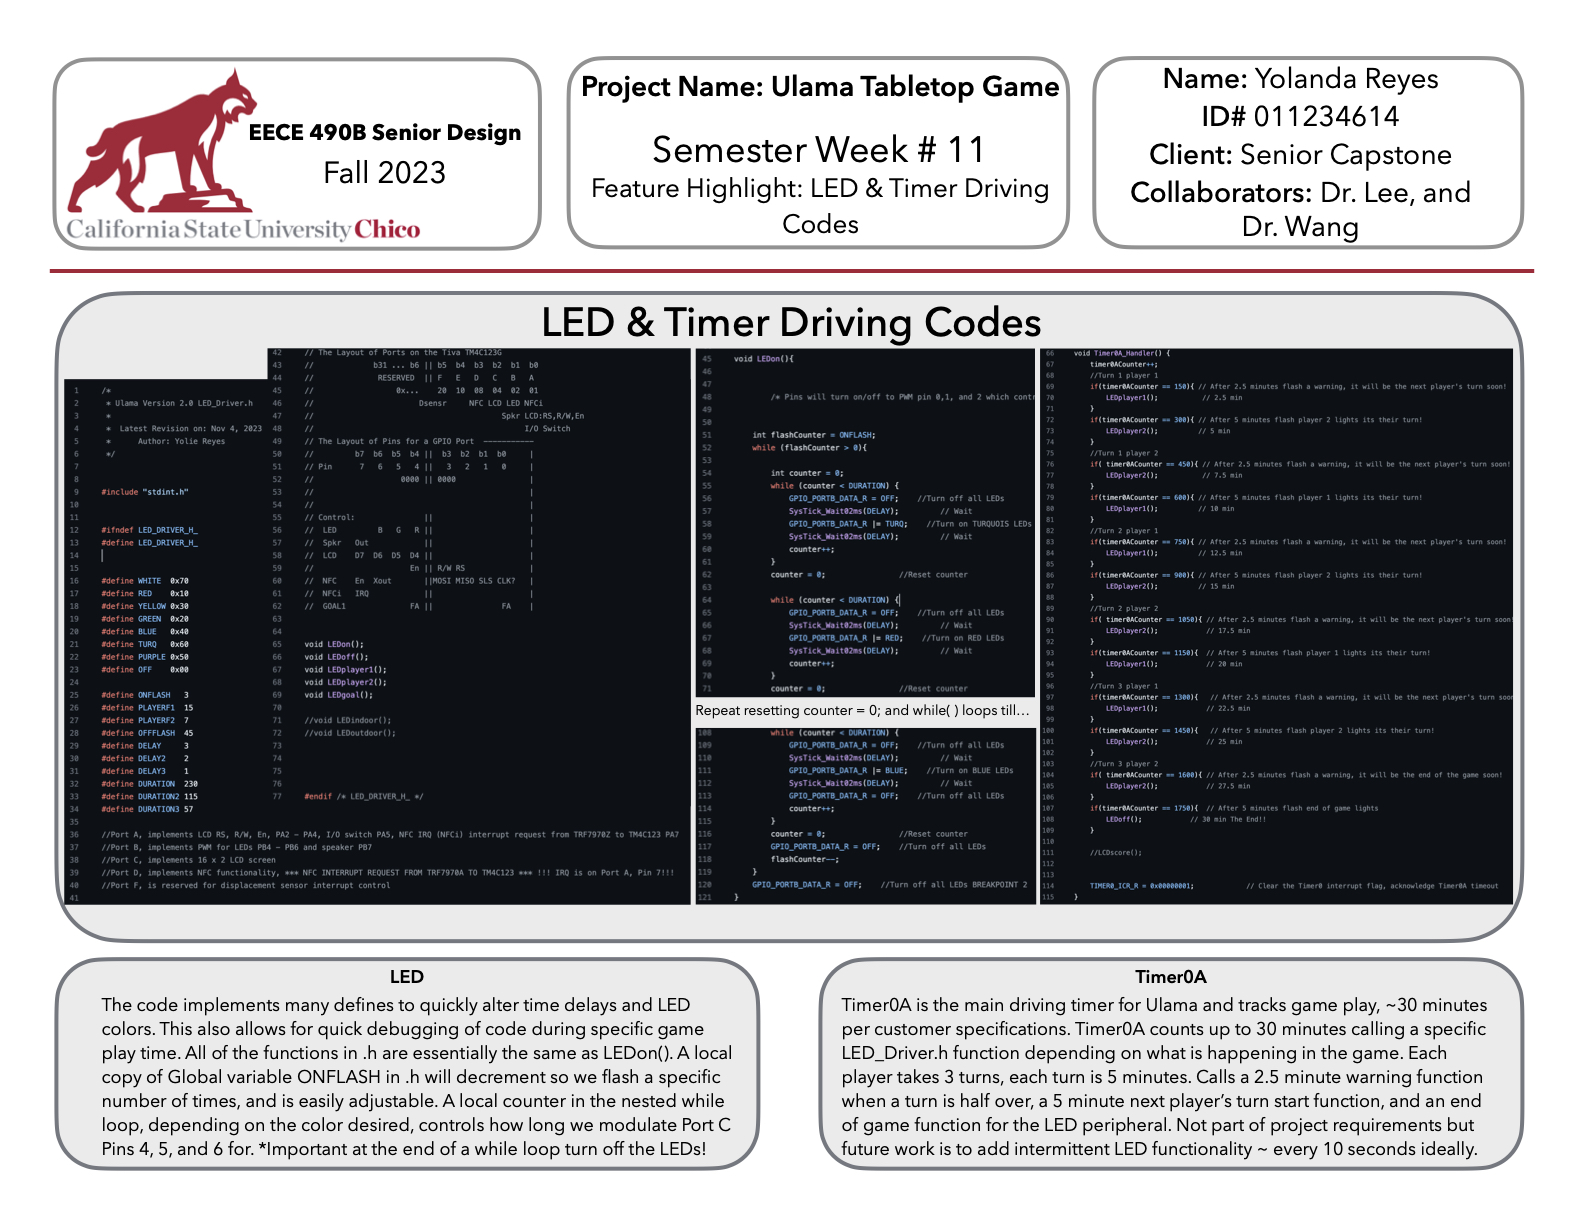 EECE 490B Senior Design
Fall 2023
California State University Chico
Project Name: Ulama Tabletop Game
Semester Week # 11
Feature Highlight: LED & Timer Driving
Codes
Name: Yolanda Reyes
ID# 011234614
Client: Senior Capstone
Collaborators: Dr. Lee, and
Dr. Wang
LED & Timer Driving Codes
1 /*
2 * Ulama Version 2.0 LED_Driver.h
3 *
4 * Latest Revision on: Nov 4, 2023
5 * Author: Yolie Reyes
6 */
7
8
9 #include "stdint.h"
10
11
12 #ifndef LED_DRIVER_H_
13 #define LED_DRIVER_H_
14
15
16 #define WHITE 0x70
17 #define RED 0x10
18 #define YELLOW 0x30
19 #define GREEN 0x20
20 #define BLUE 0x40
21 #define TURQ 0x60
22 #define PURPLE 0x50
23 #define OFF 0x00
24
25 #define ONFLASH 3
26 #define PLAYERF1 15
27 #define PLAYERF2 7
28 #define OFFFLASH 45
29 #define DELAY 3
30 #define DELAY2 2
31 #define DELAY3 1
32 #define DURATION 230
33 #define DURATION2 115
34 #define DURATION3 57
35
36 //Port A, implements LCD RS, R/W, En, PA2 - PA4, I/O switch PA5, NFC IRQ (NFCi) interrupt request from TRF7970Z to TM4C123 PA7
37 //Port B, implements PWM for LEDs PB4 - PB6 and speaker PB7
38 //Port C, implements 16 x 2 LCD screen
39 //Port D, implements NFC functionality, *** NFC INTERRUPT REQUEST FROM TRF7970A TO TM4C123 *** !!! IRQ is on Port A, Pin 7!!!
40 //Port F, is reserved for displacement sensor interrupt control
41
42 // The Layout of Ports on the Tiva TM4C123G
43 // b31 ... b6 || b5 b4 b3 b2 b1 b0
44 // RESERVED || F E D C B A
45 // 0x... 20 10 08 04 02 01
46 // Dsensr NFC LCD LED NFCi
47 // Spkr LCD:RS,R/W,En
48 // I/O Switch
49 // The Layout of Pins for a GPIO Port -----------
50 // b7 b6 b5 b4 || b3 b2 b1 b0 |
51 // Pin 7 6 5 4 || 3 2 1 0 |
52 // 0000 || 0000 |
53 // |
54 // |
55 // Control: || |
56 // LED B G R || |
57 // Spkr Out || |
58 // LCD D7 D6 D5 D4 || |
59 // En || R/W RS |
60 // NFC En Xout ||MOSI MISO SLS CLK? |
61 // NFCi IRQ || |
62 // GOAL1 FA || FA |
63
64
65 void LEDon();
66 void LEDoff();
67 void LEDplayer1();
68 void LEDplayer2();
69 void LEDgoal();
70
71 //void LEDindoor();
72 //void LEDoutdoor();
73
74
75
76
77 #endif /* LED_DRIVER_H_ */
45 void LEDon(){
46
47
48 /* Pins will turn on/off to PWM pin 0,1, and 2 which contr
49
50
51 int flashCounter = ONFLASH;
52 while (flashCounter > 0){
53
54 int counter = 0;
55 while (counter < DURATION) {
56 GPIO_PORTB_DATA_R = OFF; //Turn off all LEDs
57 SysTick_Wait02ms(DELAY); // Wait
58 GPIO_PORTB_DATA_R |= TURQ; //Turn on TURQUOIS LEDs
59 SysTick_Wait02ms(DELAY); // Wait
60 counter++;
61 }
62 counter = 0; //Reset counter
63
64 while (counter < DURATION) {
65 GPIO_PORTB_DATA_R = OFF; //Turn off all LEDs
66 SysTick_Wait02ms(DELAY); // Wait
67 GPIO_PORTB_DATA_R |= RED; //Turn on RED LEDs
68 SysTick_Wait02ms(DELAY); // Wait
69 counter++;
70 }
71 counter = 0; //Reset counter
Repeat resetting counter = 0; and while( ) loops till...
108 while (counter < DURATION) {
109 GPIO_PORTB_DATA_R = OFF; //Turn off all LEDs
110 SysTick_Wait02ms(DELAY); // Wait
111 GPIO_PORTB_DATA_R |= BLUE; //Turn on BLUE LEDs
112 SysTick_Wait02ms(DELAY); // Wait
113 GPIO_PORTB_DATA_R = OFF; //Turn off all LEDs
114 counter++;
115 }
116 counter = 0; //Reset counter
117 GPIO_PORTB_DATA_R = OFF; //Turn off all LEDs
118 flashCounter--;
119 }
120 GPIO_PORTB_DATA_R = OFF; //Turn off all LEDs BREAKPOINT 2
121 }
66 void Timer0A_Handler() {
67 timer0ACounter++;
68 //Turn 1 player 1
69 if(timer0ACounter == 150){ // After 2.5 minutes flash a warning, it will be the next player's turn soon!
70 LEDplayer1(); // 2.5 min
71 }
72 if(timer0ACounter == 300){ // After 5 minutes flash player 2 lights its their turn!
73 LEDplayer2(); // 5 min
74 }
75 //Turn 1 player 2
76 if( timer0ACounter == 450){ // After 2.5 minutes flash a warning, it will be the next player's turn soon!
77 LEDplayer2(); // 7.5 min
78 }
79 if(timer0ACounter == 600){ // After 5 minutes flash player 1 lights its their turn!
80 LEDplayer1(); // 10 min
81 }
82 //Turn 2 player 1
83 if(timer0ACounter == 750){ // After 2.5 minutes flash a warning, it will be the next player's turn soon!
84 LEDplayer1(); // 12.5 min
85 }
86 if(timer0ACounter == 900){ // After 5 minutes flash player 2 lights its their turn!
87 LEDplayer2(); // 15 min
88 }
89 //Turn 2 player 2
90 if( timer0ACounter == 1050){ // After 2.5 minutes flash a warning, it will be the next player's turn soon!
91 LEDplayer2(); // 17.5 min
92 }
93 if(timer0ACounter == 1150){ // After 5 minutes flash player 1 lights its their turn!
94 LEDplayer1(); // 20 min
95 }
96 //Turn 3 player 1
97 if(timer0ACounter == 1300){ // After 2.5 minutes flash a warning, it will be the next player's turn soon
98 LEDplayer1(); // 22.5 min
99 }
100 if(timer0ACounter == 1450){ // After 5 minutes flash player 2 lights its their turn!
101 LEDplayer2(); // 25 min
102 }
103 //Turn 3 player 2
104 if( timer0ACounter == 1600){ // After 2.5 minutes flash a warning, it will be the end of the game soon!
105 LEDplayer2(); // 27.5 min
106 }
107 if(timer0ACounter == 1750){ // After 5 minutes flash end of game lights
108 LEDoff(); // 30 min The End!!
109 }
110
111 //LCDscore();
112
113
114 TIMER0_ICR_R = 0x00000001; // Clear the Timer0 interrupt flag, acknowledge Timer0A timeout
115 }
LED
The code implements many defines to quickly alter time delays and LED
colors. This also allows for quick debugging of code during specific game
play time. All of the functions in .h are essentially the same as LEDon(). A local
copy of Global variable ONFLASH in .h will decrement so we flash a specific
number of times, and is easily adjustable. A local counter in the nested while
loop, depending on the color desired, controls how long we modulate Port C
Pins 4, 5, and 6 for. *Important at the end of a while loop turn off the LEDs!
Timer0A
Timer0A is the main driving timer for Ulama and tracks game play, ~30 minutes
per customer specifications. Timer0A counts up to 30 minutes calling a specific
LED_Driver.h function depending on what is happening in the game. Each
player takes 3 turns, each turn is 5 minutes. Calls a 2.5 minute warning function
when a turn is half over, a 5 minute next player's turn start function, and an end
of game function for the LED peripheral. Not part of project requirements but
future work is to add intermittent LED functionality ~ every 10 seconds ideally.